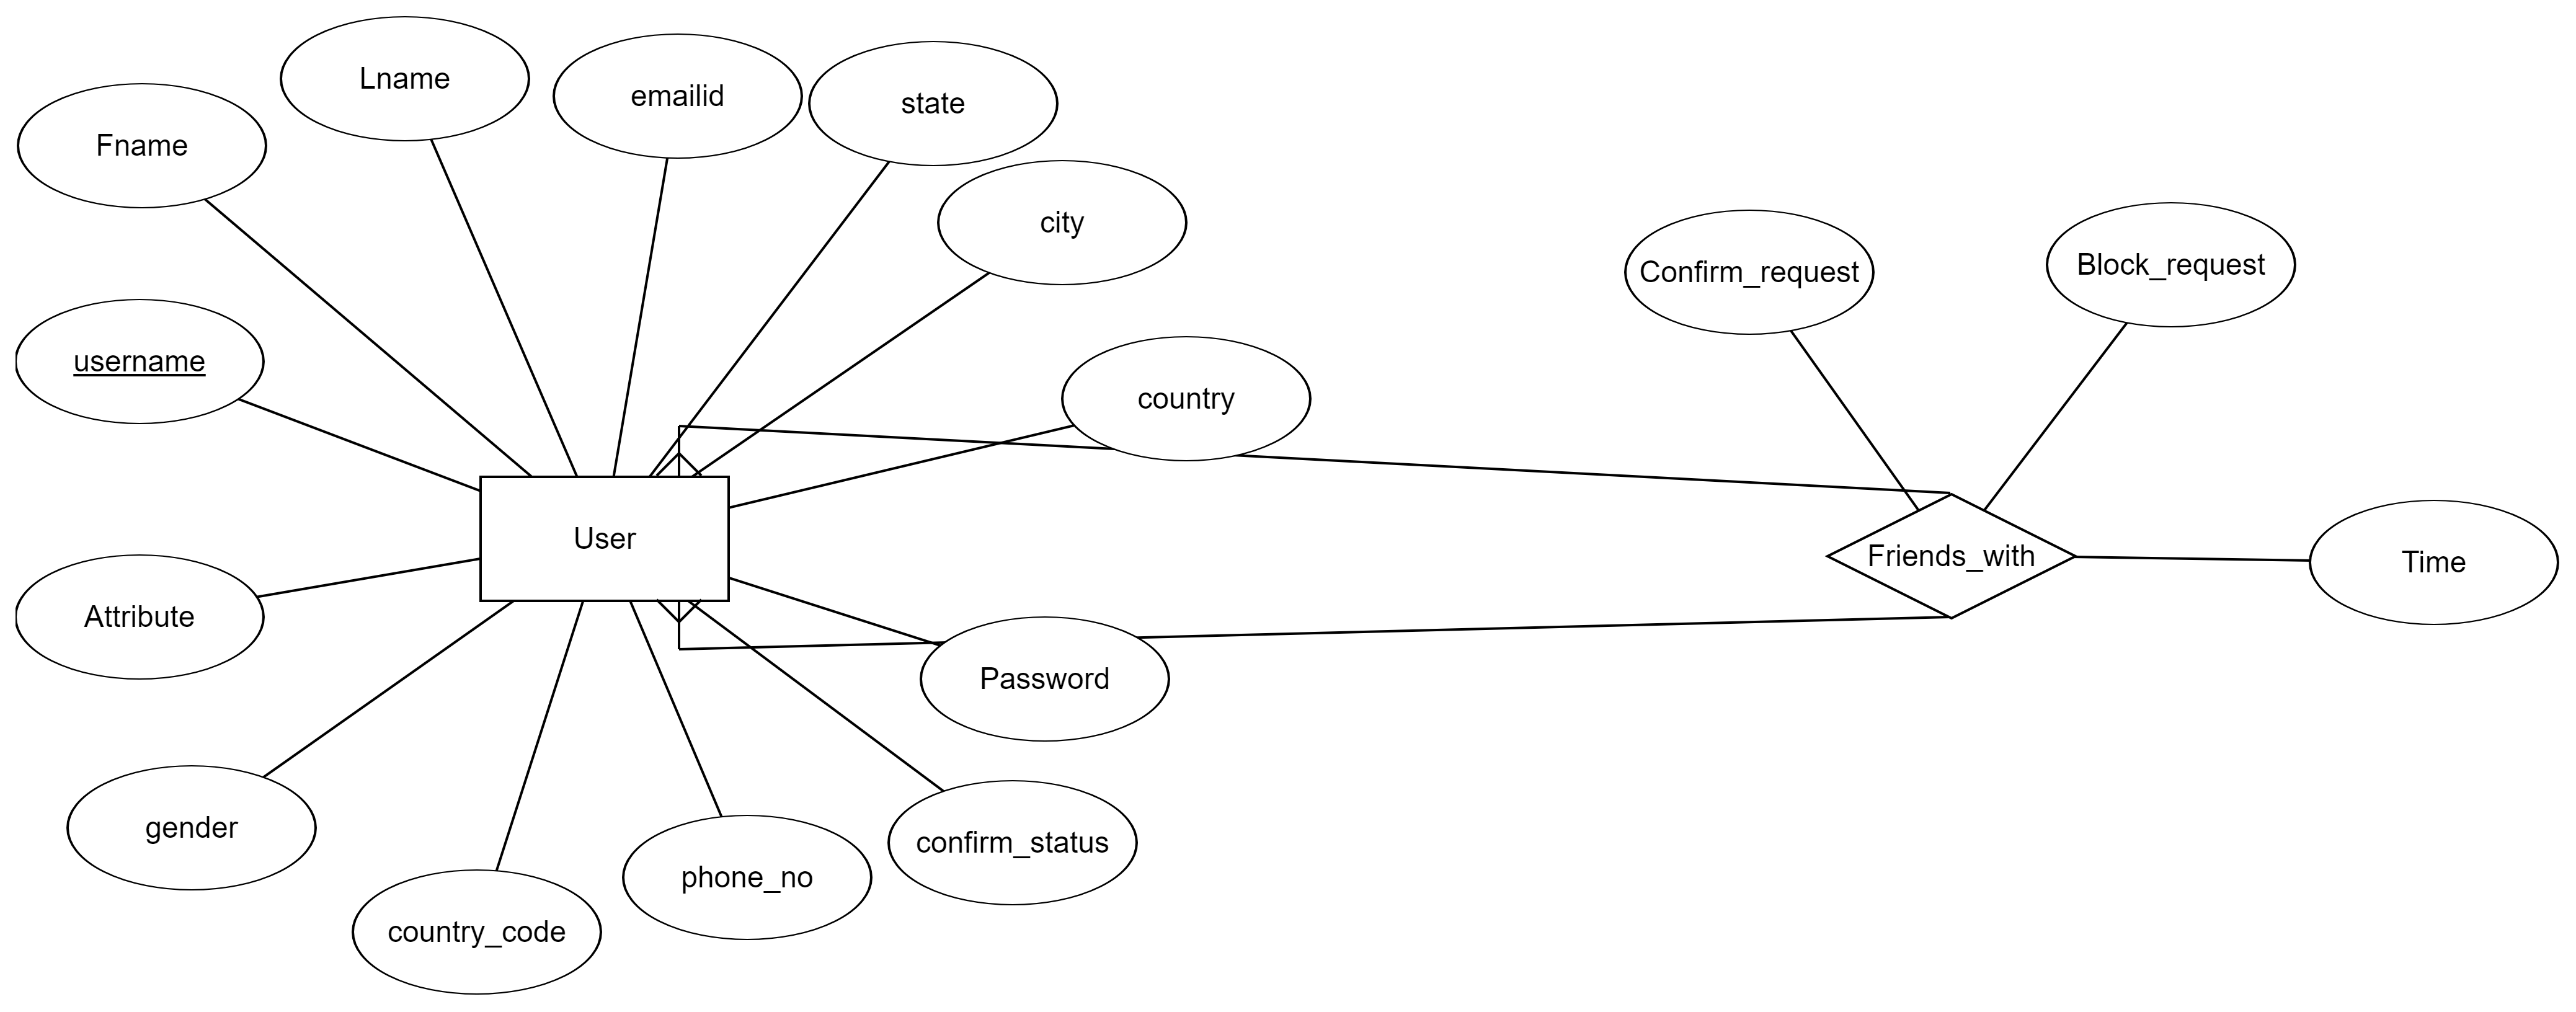 Lname
emailid
state
Fname
city
Confirm_request
Block_request
username
country
User
Friends_with
Time
Attribute
Password
gender
confirm_status
phone_no
country_code